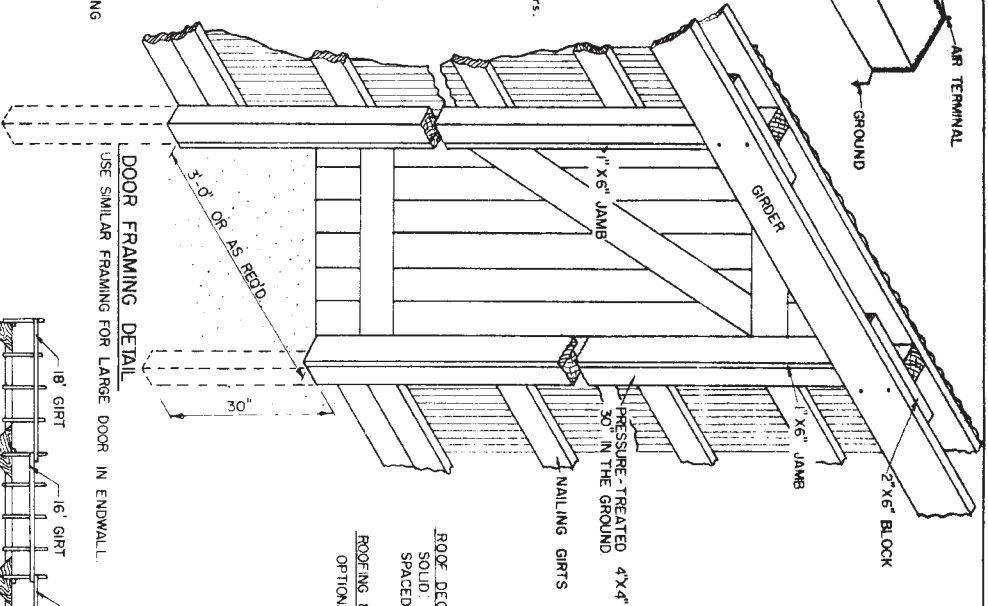 AIR TERMINAL
GROUND
GIRDER
1"X6" JAMB
3'-0" OR AS REQ'D.
30"
2"X6" BLOCK
1"X6" JAMB
PRESSURE-TREATED 4"X4"
30" IN THE GROUND
NAILING GIRTS
DOOR FRAMING DETAIL
USE SIMILAR FRAMING FOR LARGE DOOR IN ENDWALL.
18' GIRT
16' GIRT
ROOF DEC
SOLID:
SPACED
ROOFING
OPTION
NG
rs.